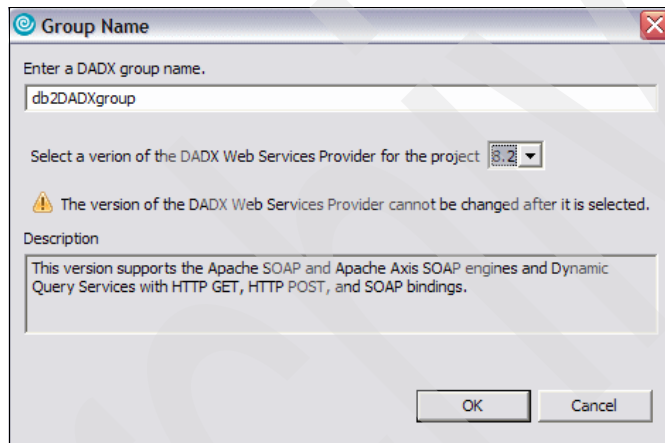 Group Name
Enter a DADX group name.
db2DADXgroup
Select a verion of the DADX Web Services Provider for the project 8.2
The version of the DADX Web Services Provider cannot be changed after it is selected.
Description
This version supports the Apache SOAP and Apache Axis SOAP engines and Dynamic
Query Services with HTTP GET, HTTP POST, and SOAP bindings.
OK Cancel